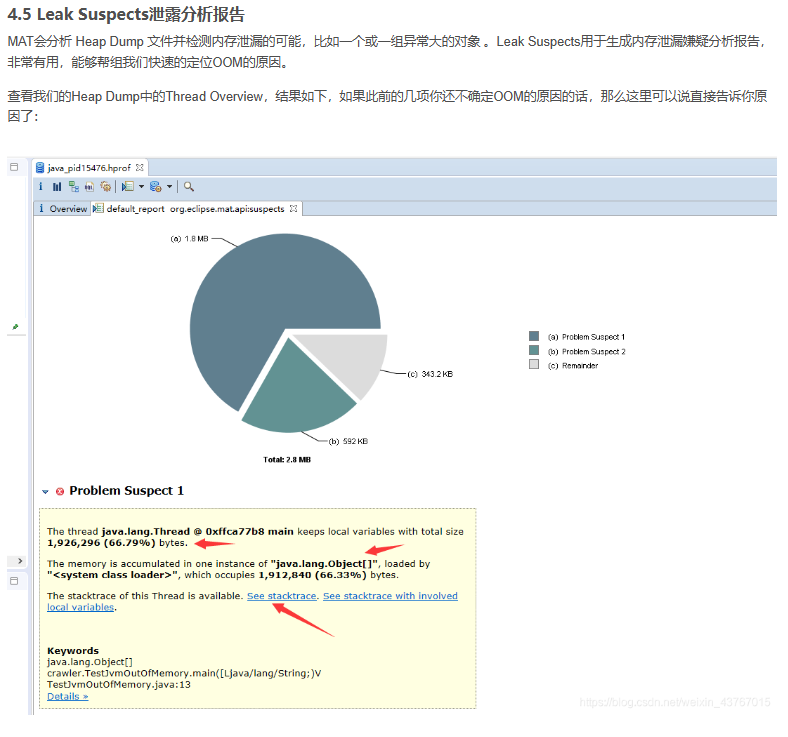 4.5 Leak Suspects泄露分析报告
MAT会分析 Heap Dump 文件并检测内存泄漏的可能，比如一个或一组异常大的对象 。Leak Suspects用于生成内存泄漏嫌疑分析报告，
非常有用，能够帮组我们快速的定位OOM的原因。
查看我们的Heap Dump中的Thread Overview，结果如下，如果此前的几项你还不确定OOM的原因的话，那么这里可以说直接告诉你原
因了：
java_pid15476.hprof
i Overview default_report org.eclipse.mat.api:suspects
(a) 1.8 MB
(a) Problem Suspect 1
(b) Problem Suspect 2
(c) Remainder
(c) 343.2 KB
(b) 592 KB
Total: 2.8 MB
Problem Suspect 1
The thread java.lang.Thread @ 0xffca77b8 main keeps local variables with total size
1,926,296 (66.79%) bytes.
The memory is accumulated in one instance of "java.lang.Object[]", loaded by
"<system class loader>", which occupies 1,912,840 (66.33%) bytes.
The stacktrace of this Thread is available. See stacktrace. See stacktrace with involved
local variables.
Keywords
java.lang.Object[]
crawler.TestJvmOutOfMemory.main([Ljava/lang/String;)V
TestJvmOutOfMemory.java:13
Details »
https://blog.csdn.net/weixin_43767015